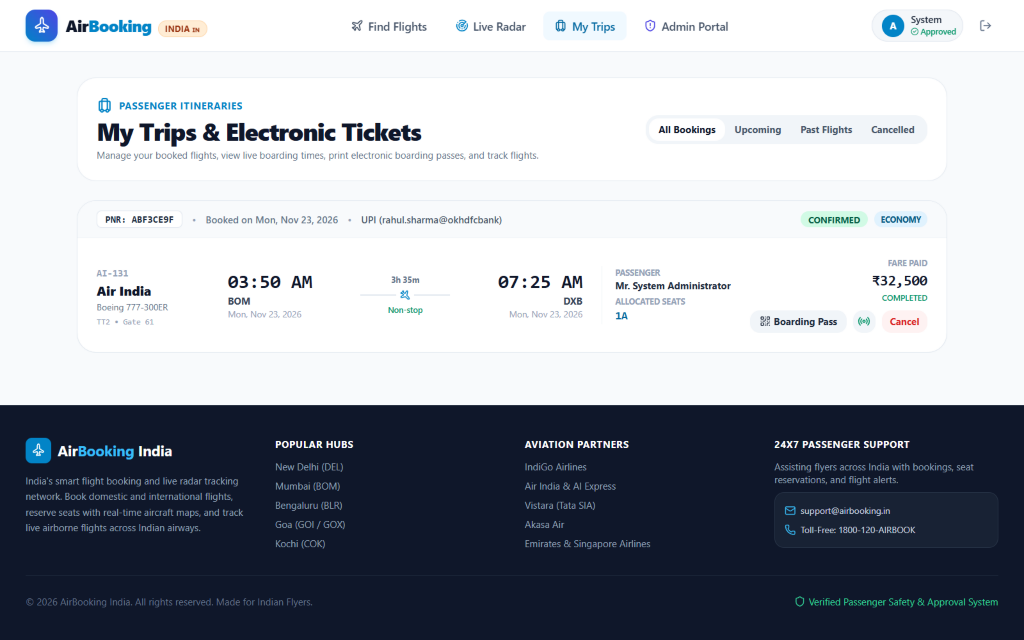 AirBooking INDIA IN
Find Flights
Live Radar
My Trips
Admin Portal
A
System
Approved
PASSENGER ITINERARIES
My Trips & Electronic Tickets
Manage your booked flights, view live boarding times, print electronic boarding passes, and track flights.
All Bookings
Upcoming
Past Flights
Cancelled
PNR: ABF3CE9F • Booked on Mon, Nov 23, 2026 • UPI (rahul.sharma@okhdfcbank)
CONFIRMED
ECONOMY
AI-131
Air India
Boeing 777-300ER
TT2 • Gate 61
03:50 AM
BOM
Mon, Nov 23, 2026
3h 35m
Non-stop
07:25 AM
DXB
Mon, Nov 23, 2026
PASSENGER
Mr. System Administrator
ALLOCATED SEATS
1A
FARE PAID
₹32,500
COMPLETED
Boarding Pass
Cancel
AirBooking India
India's smart flight booking and live radar tracking
network. Book domestic and international flights,
reserve seats with real-time aircraft maps, and track
live airborne flights across Indian airways.
POPULAR HUBS
New Delhi (DEL)
Mumbai (BOM)
Bengaluru (BLR)
Goa (GOI / GOX)
Kochi (COK)
AVIATION PARTNERS
IndiGo Airlines
Air India & AI Express
Vistara (Tata SIA)
Akasa Air
Emirates & Singapore Airlines
24X7 PASSENGER SUPPORT
Assisting flyers across India with bookings, seat
reservations, and flight alerts.
support@airbooking.in
Toll-Free: 1800-120-AIRBOOK
© 2026 AirBooking India. All rights reserved. Made for Indian Flyers.
Verified Passenger Safety & Approval System